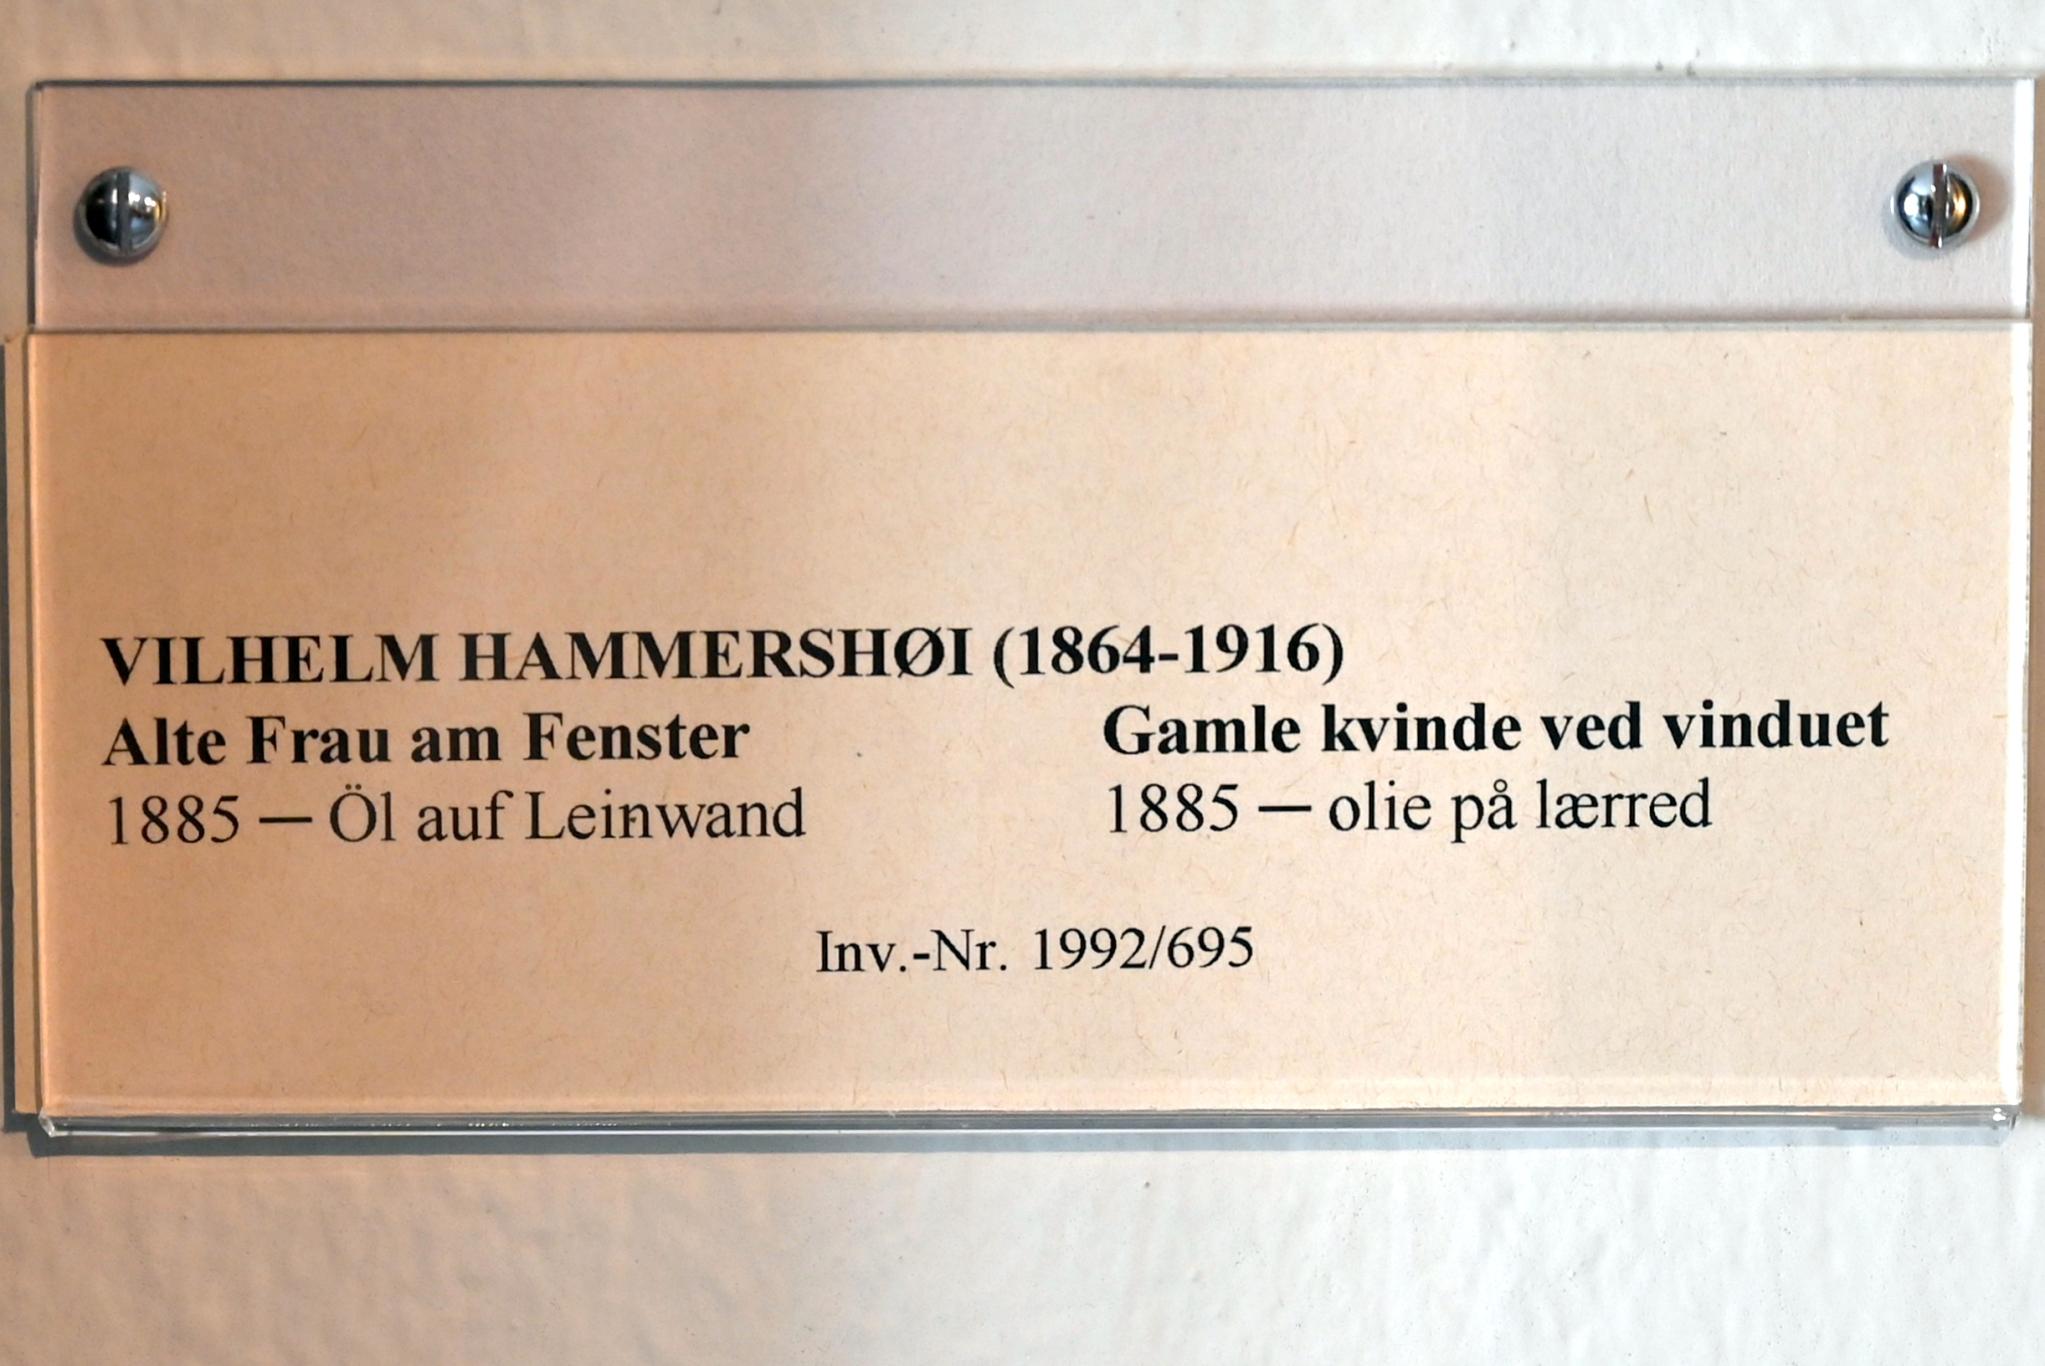 VILHELM HAMMERSHØI (1864-1916)
Alte Frau am Fenster
1885 — Öl auf Leinwand
Gamle kvinde ved vinduet
1885 — olie på lærred
Inv.-Nr. 1992/695